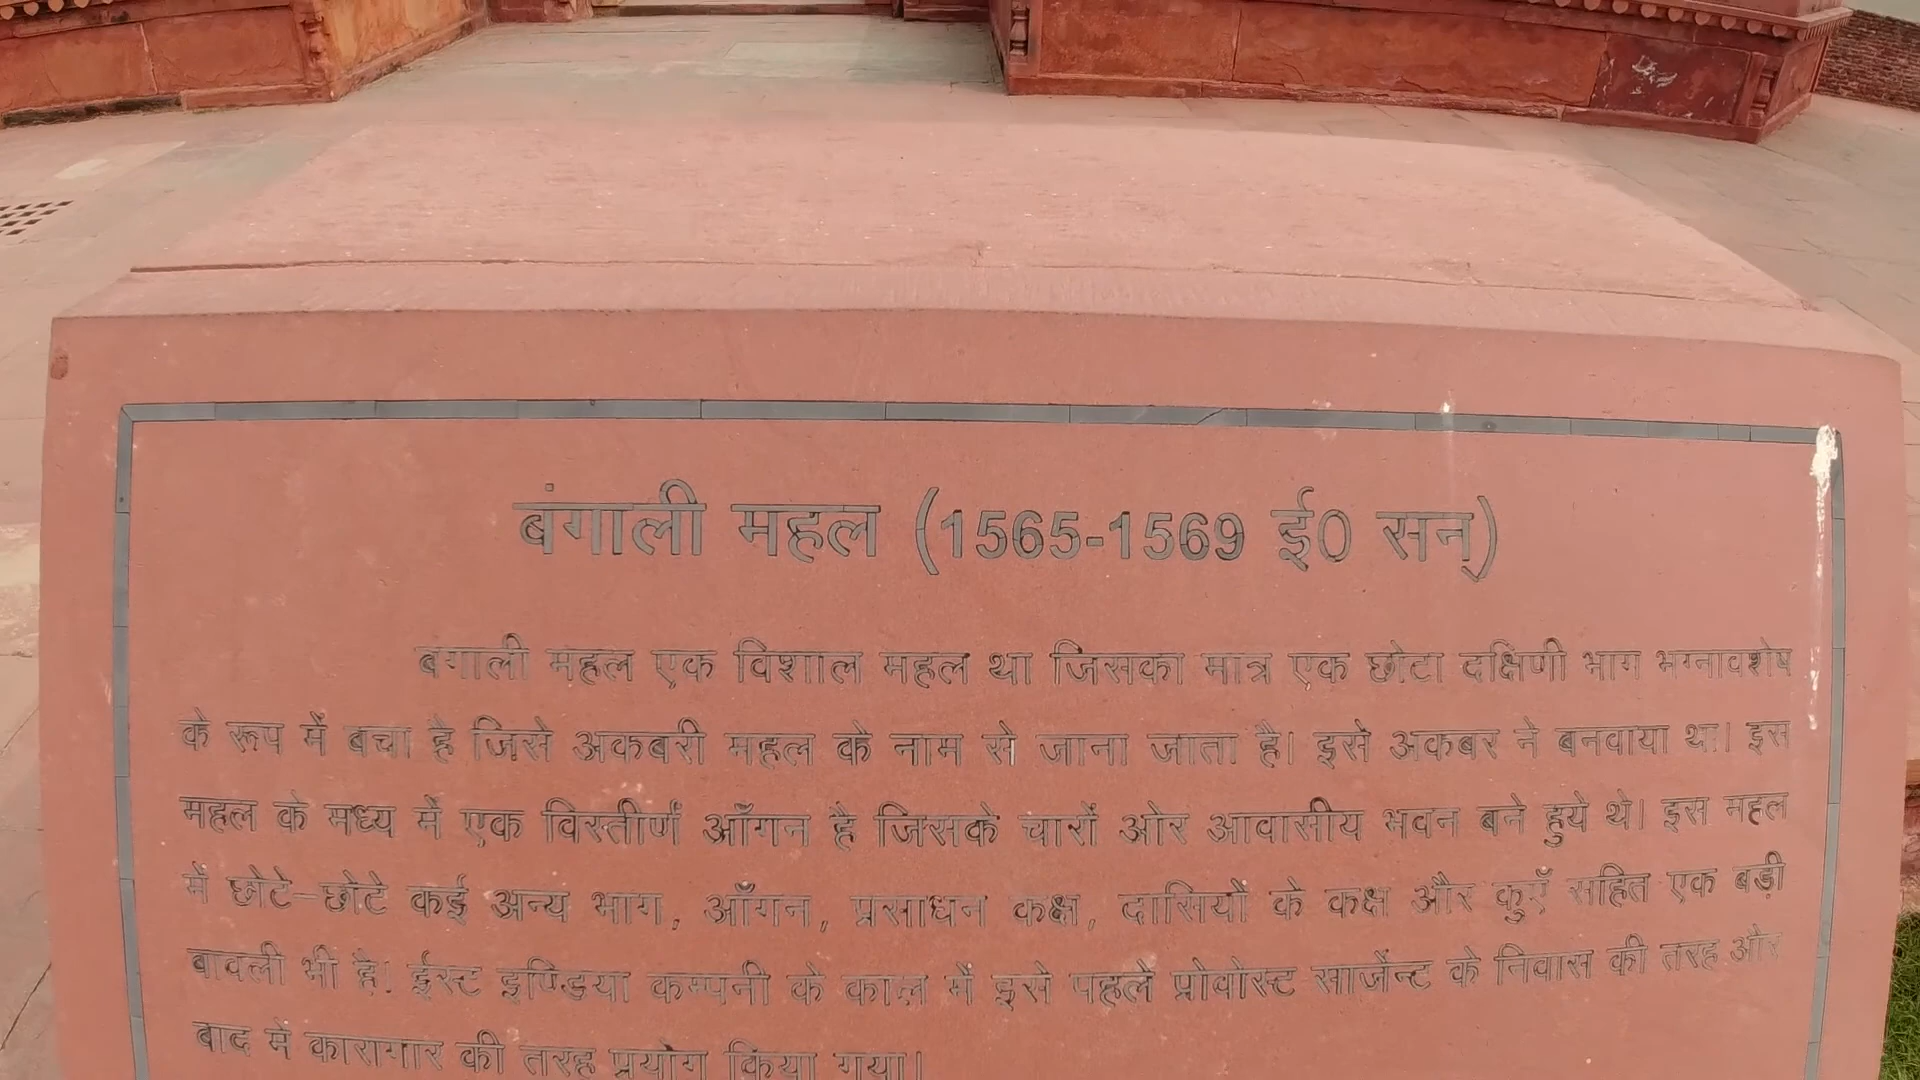 बंगाली महल (1565-1569 ई0 सन्)
बंगाली महल एक विशाल महल था जिसका मात्र एक छोटा दक्षिणी भाग भग्नावशेष
के रूप में बचा है जिसे अकबरी महल के नाम से जाना जाता है। इसे अकबर ने बनवाया था। इस
महल के मध्य में एक विस्तीर्ण आँगन है जिसके चारों ओर आवासीय भवन बने हुये थे। इस महल
में छोटे-छोटे कई अन्य भाग, आँगन, प्रसाधन कक्ष, दासियों के कक्ष और कुएँ सहित एक बड़ी
बावली भी है। ईस्ट इण्डिया कम्पनी के काल में इसे पहले प्रोवोस्ट सार्जेन्ट के निवास की तरह और
बाद में कारागार की तरह प्रयोग किया गया।